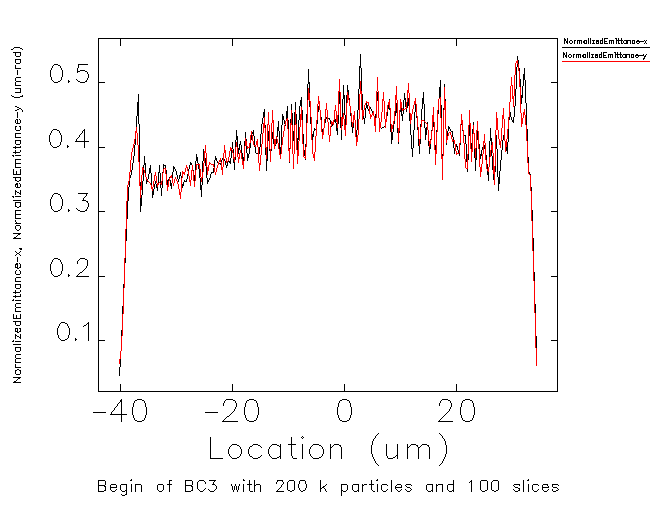 NormalizedEmittance-x
NormalizedEmittance-y
NormalizedEmittance-x, NormalizedEmittance-y (um-rad)
0.5
0.4
0.3
0.2
0.1
-40 -20 0 20
Location (um)
Begin of BC3 with 200 k particles and 100 slices